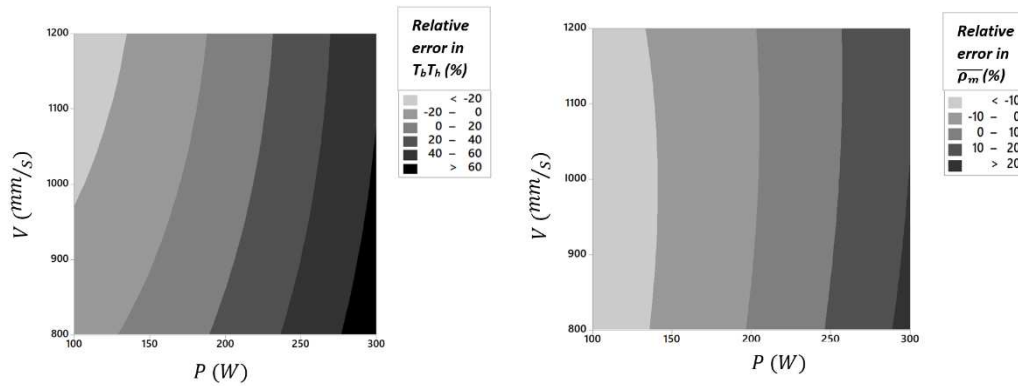 Relative
error in
TbTh (%)
< -20
-20 – 0
0 – 20
20 – 40
40 – 60
> 60
1200
1100
1000
900
800
V (mm/s)
100
150
200
250
300
P (W)
Relative
error in
ρm (%)
< -10
-10 – 0
0 – 10
10 – 20
> 20
1200
1100
1000
900
800
V (mm/s)
100
150
200
250
300
P (W)